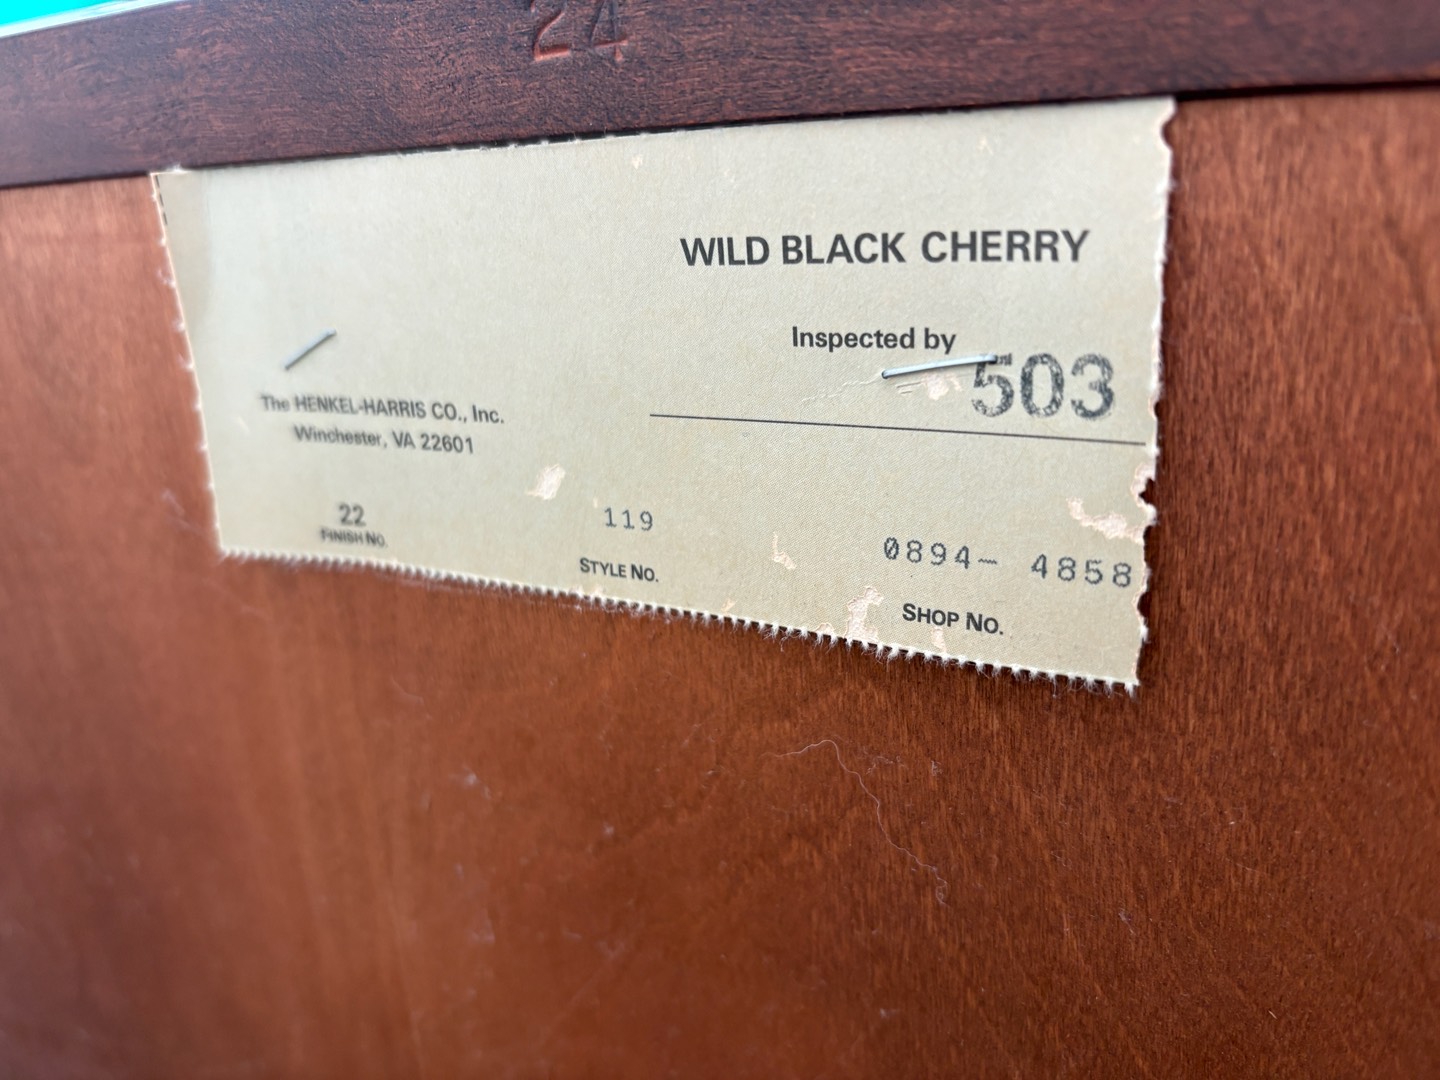 24
WILD BLACK CHERRY
Inspected by
503
The HENKEL-HARRIS CO., Inc.
Winchester, VA 22601
22
FINISH NO.
119
STYLE NO.
0894- 4858
SHOP NO.